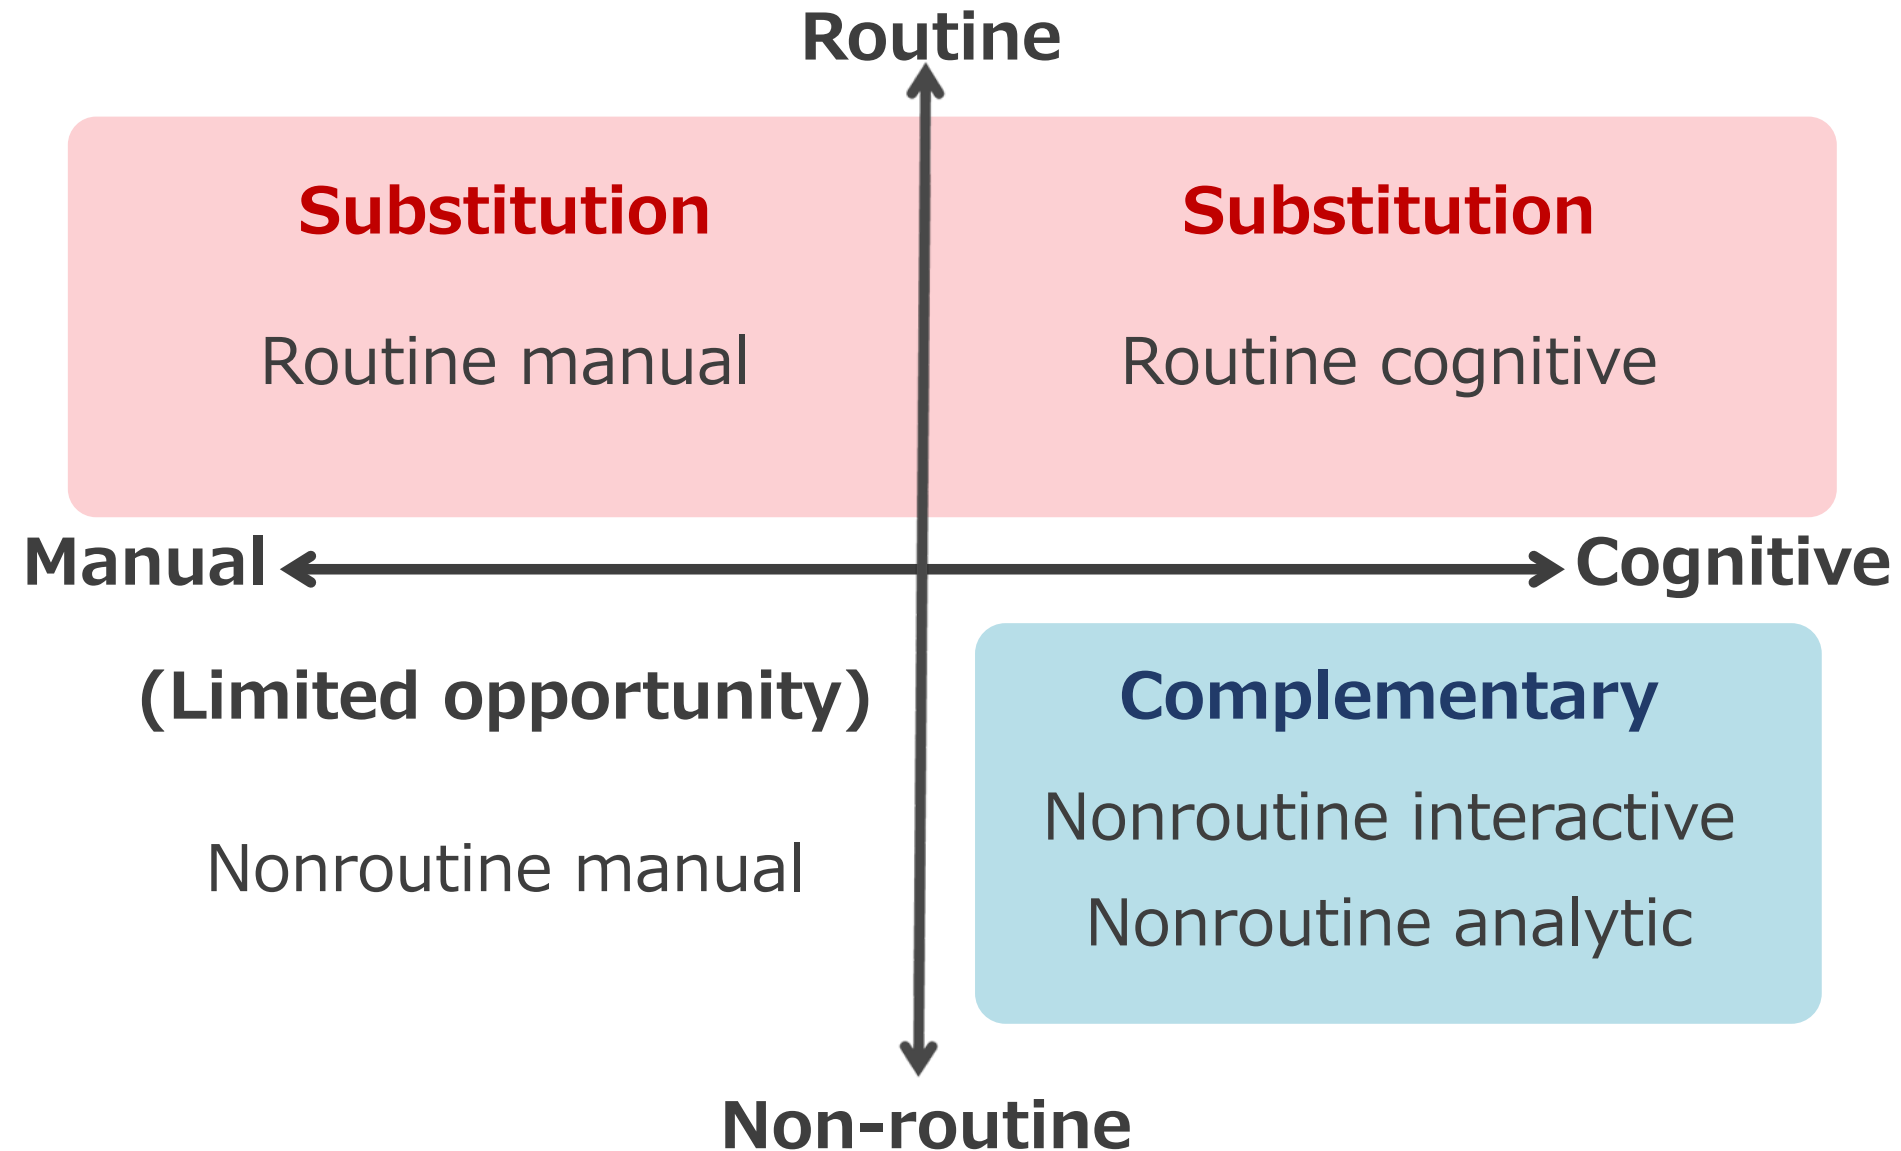 Routine
Substitution
Substitution
Routine manual
Routine cognitive
Manual
Cognitive
(Limited opportunity)
Complementary
Nonroutine manual
Nonroutine interactive
Nonroutine analytic
Non-routine